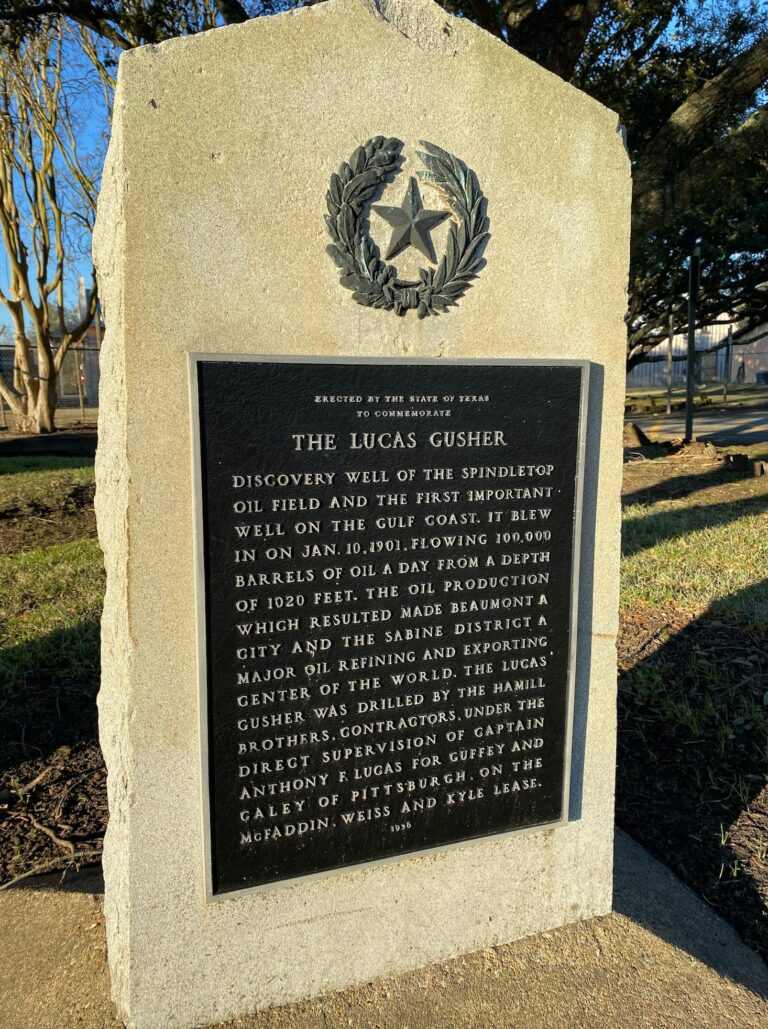 ERECTED BY THE STATE OF TEXAS
TO COMMEMORATE
THE LUCAS GUSHER
DISCOVERY WELL OF THE SPINDLETOP
OIL FIELD AND THE FIRST IMPORTANT
WELL ON THE GULF COAST. IT BLEW
IN ON JAN. 10, 1901, FLOWING 100,000
BARRELS OF OIL A DAY FROM A DEPTH
OF 1020 FEET. THE OIL PRODUCTION
WHICH RESULTED MADE BEAUMONT A
CITY AND THE SABINE DISTRICT A
MAJOR OIL REFINING AND EXPORTING
CENTER OF THE WORLD. THE LUCAS
GUSHER WAS DRILLED BY THE HAMILL
BROTHERS, CONTRACTORS, UNDER THE
DIRECT SUPERVISION OF CAPTAIN
ANTHONY F. LUCAS FOR GUFFEY AND
GALEY OF PITTSBURGH, ON THE
McFADDIN, WEISS AND KYLE LEASE.
1936